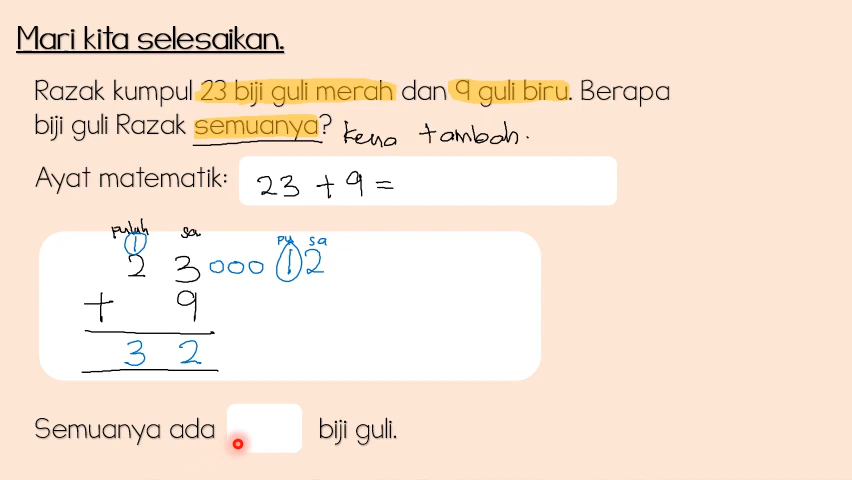 Mari kita selesaikan.
Razak kumpul 23 biji guli merah dan 9 guli biru. Berapa
biji guli Razak semuanya? kena tambah.
Ayat matematik: 23 + 9 =
puluh sa
1 pu sa
2 3 000 12
+ 9
3 2
Semuanya ada biji guli.